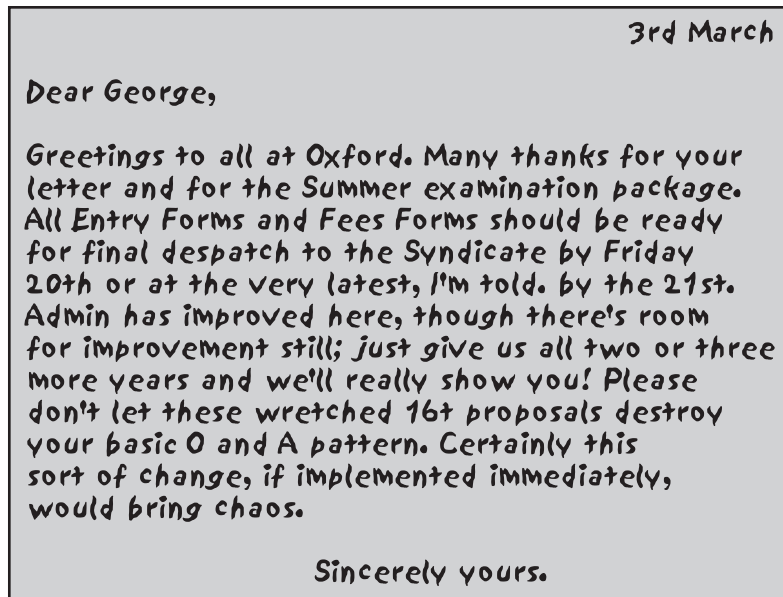 3rd March
Dear George,
Greetings to all at Oxford. Many thanks for your
letter and for the Summer examination package.
All Entry Forms and Fees Forms should be ready
for final despatch to the Syndicate by Friday
20th or at the very latest, I'm told. by the 21st.
Admin has improved here, though there's room
for improvement still; just give us all two or three
more years and we'll really show you! Please
don't let these wretched 16t proposals destroy
your basic O and A pattern. Certainly this
sort of change, if implemented immediately,
would bring chaos.
Sincerely yours.